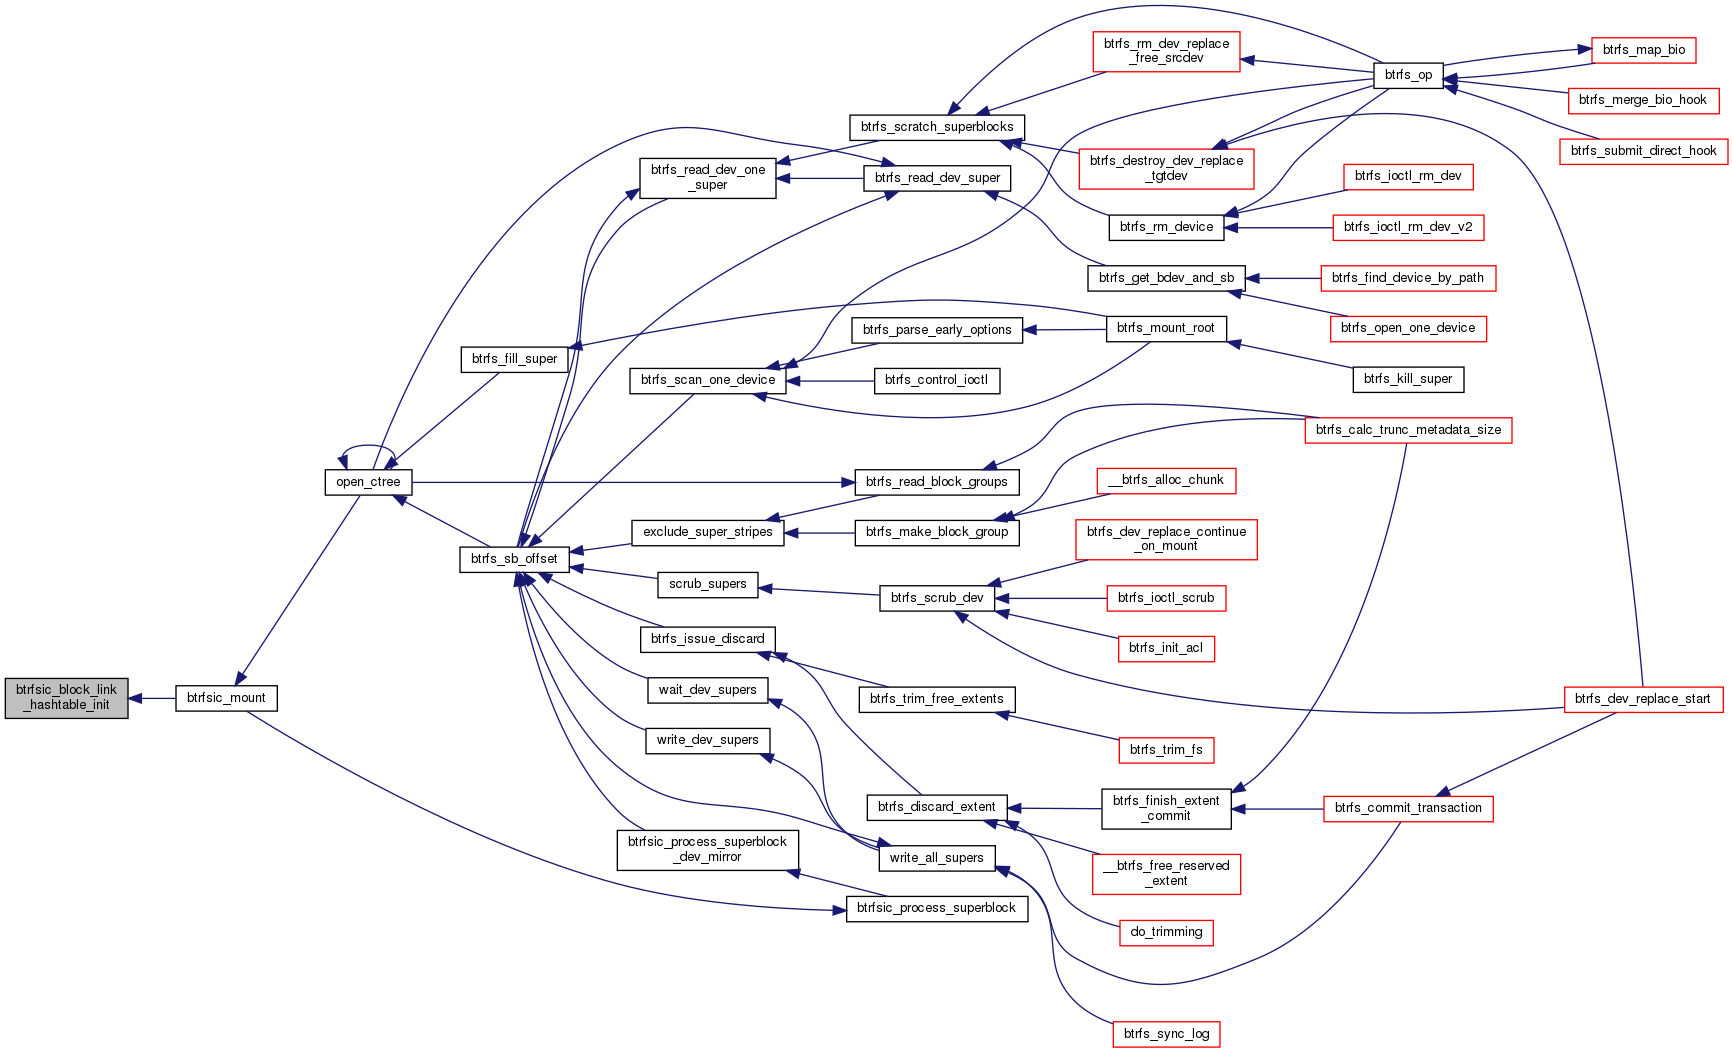 btrfsic_block_link
_hashtable_init
btrfsic_mount
open_ctree
btrfs_fill_super
btrfs_sb_offset
btrfs_read_dev_one
_super
btrfs_scan_one_device
exclude_super_stripes
scrub_supers
btrfs_issue_discard
wait_dev_supers
write_dev_supers
btrfsic_process_superblock
_dev_mirror
btrfs_scratch_superblocks
btrfs_read_dev_super
btrfs_parse_early_options
btrfs_control_ioctl
btrfs_read_block_groups
btrfs_make_block_group
btrfs_scrub_dev
btrfs_trim_free_extents
btrfs_discard_extent
write_all_supers
btrfsic_process_superblock
btrfs_rm_dev_replace
_free_srcdev
btrfs_destroy_dev_replace
_tgtdev
btrfs_rm_device
btrfs_get_bdev_and_sb
btrfs_mount_root
__btrfs_alloc_chunk
btrfs_dev_replace_continue
_on_mount
btrfs_ioctl_scrub
btrfs_init_acl
btrfs_trim_fs
btrfs_finish_extent
_commit
__btrfs_free_reserved
_extent
do_trimming
btrfs_sync_log
btrfs_op
btrfs_ioctl_rm_dev
btrfs_ioctl_rm_dev_v2
btrfs_find_device_by_path
btrfs_open_one_device
btrfs_kill_super
btrfs_calc_trunc_metadata_size
btrfs_commit_transaction
btrfs_map_bio
btrfs_merge_bio_hook
btrfs_submit_direct_hook
btrfs_dev_replace_start